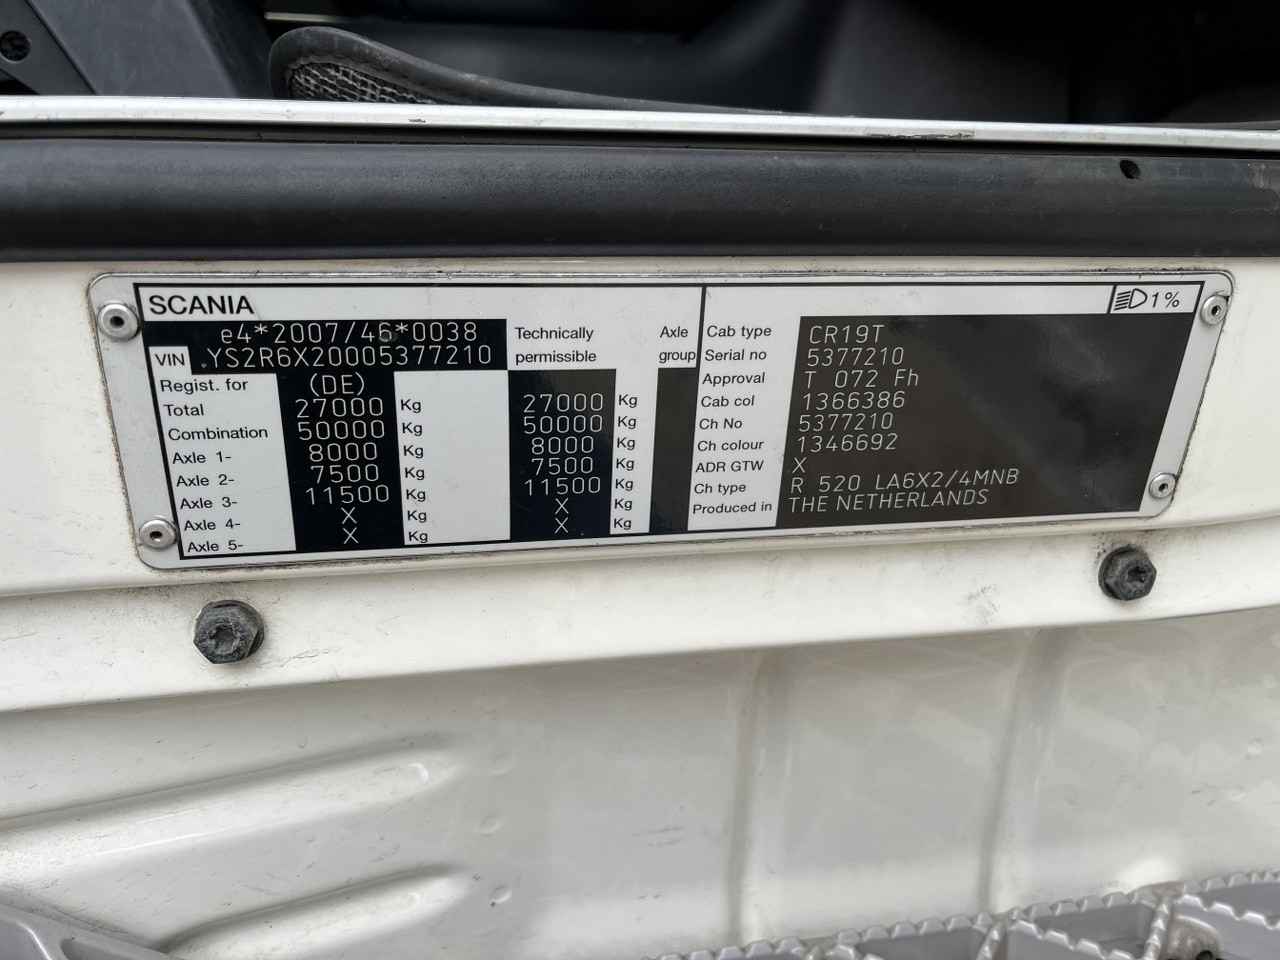 SCANIA
e4*2007/46*0038
VIN .YS2R6X20005377210
Technically permissible
Axle group
Regist. for (DE)
Total 27000 Kg 27000 Kg
Combination 50000 Kg 50000 Kg
Axle 1- 8000 Kg 8000 Kg
Axle 2- 7500 Kg 7500 Kg
Axle 3- 11500 Kg 11500 Kg
Axle 4- X Kg X Kg
Axle 5- X Kg X Kg
1%
Cab type CR19T
Serial no 5377210
Approval T 072 Fh
Cab col 1366386
Ch No 5377210
Ch colour 1346692
ADR GTW X
Ch type R 520 LA6X2/4MNB
Produced in THE NETHERLANDS